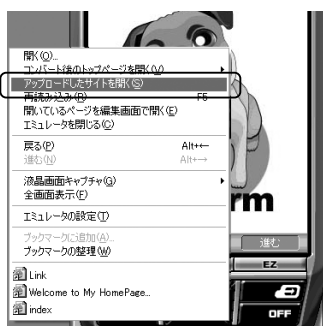 開く(O)...
コンバート後のトップページを開く(V)
アップロードしたサイトを開く(S)
再読み込み(R) F5
開いているページを編集画面で開く(E)
エミュレータを閉じる(C)
戻る(P) Alt+←
進む(N) Alt+→
液晶画面キャプチャ(G)
全画面表示(F)
エミュレータの設定(T)
ブックマークに追加(A)...
ブックマークの整理(W)
Link
Welcome to My HomePage...
index
rm
進む
EZ
OFF